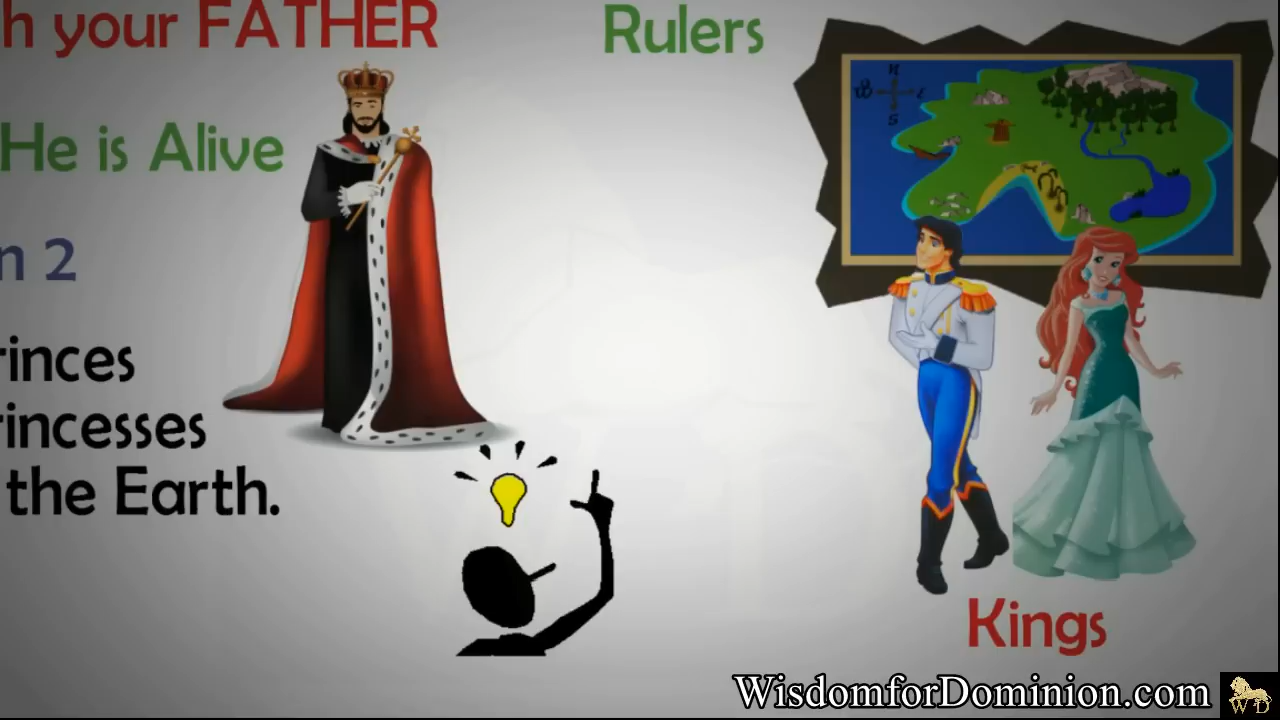 h your FATHER
He is Alive
n 2
rinces
rincesses
the Earth.
Rulers
N
S
Kings
WisdomforDominion.com
W D